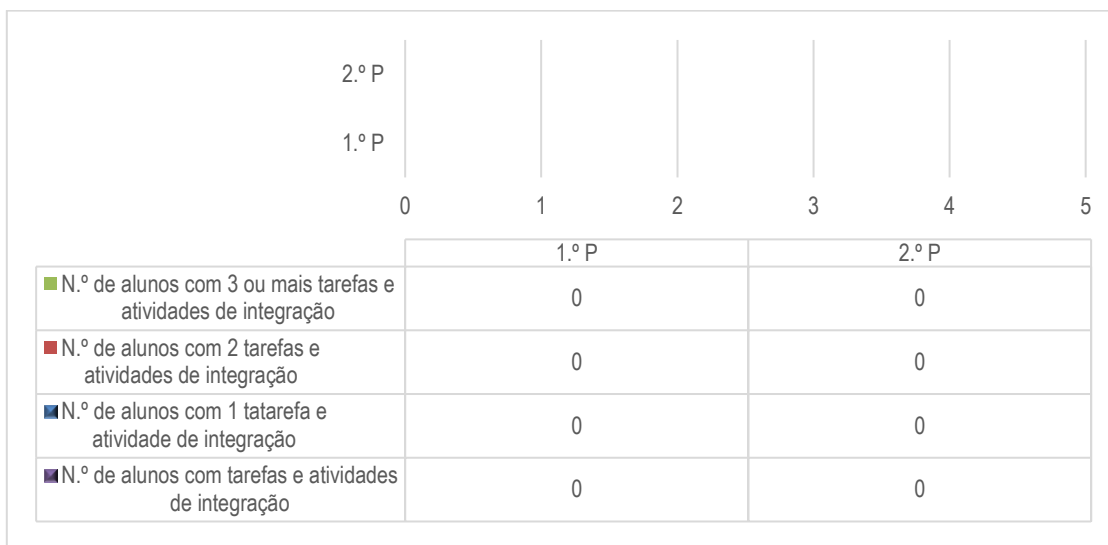 2.º P
1.º P
0 1 2 3 4 5
1.º P 2.º P
N.º de alunos com 3 ou mais tarefas e
atividades de integração
0 0
N.º de alunos com 2 tarefas e
atividades de integração
0 0
N.º de alunos com 1 tatarefa e
atividade de integração
0 0
N.º de alunos com tarefas e atividades
de integração
0 0